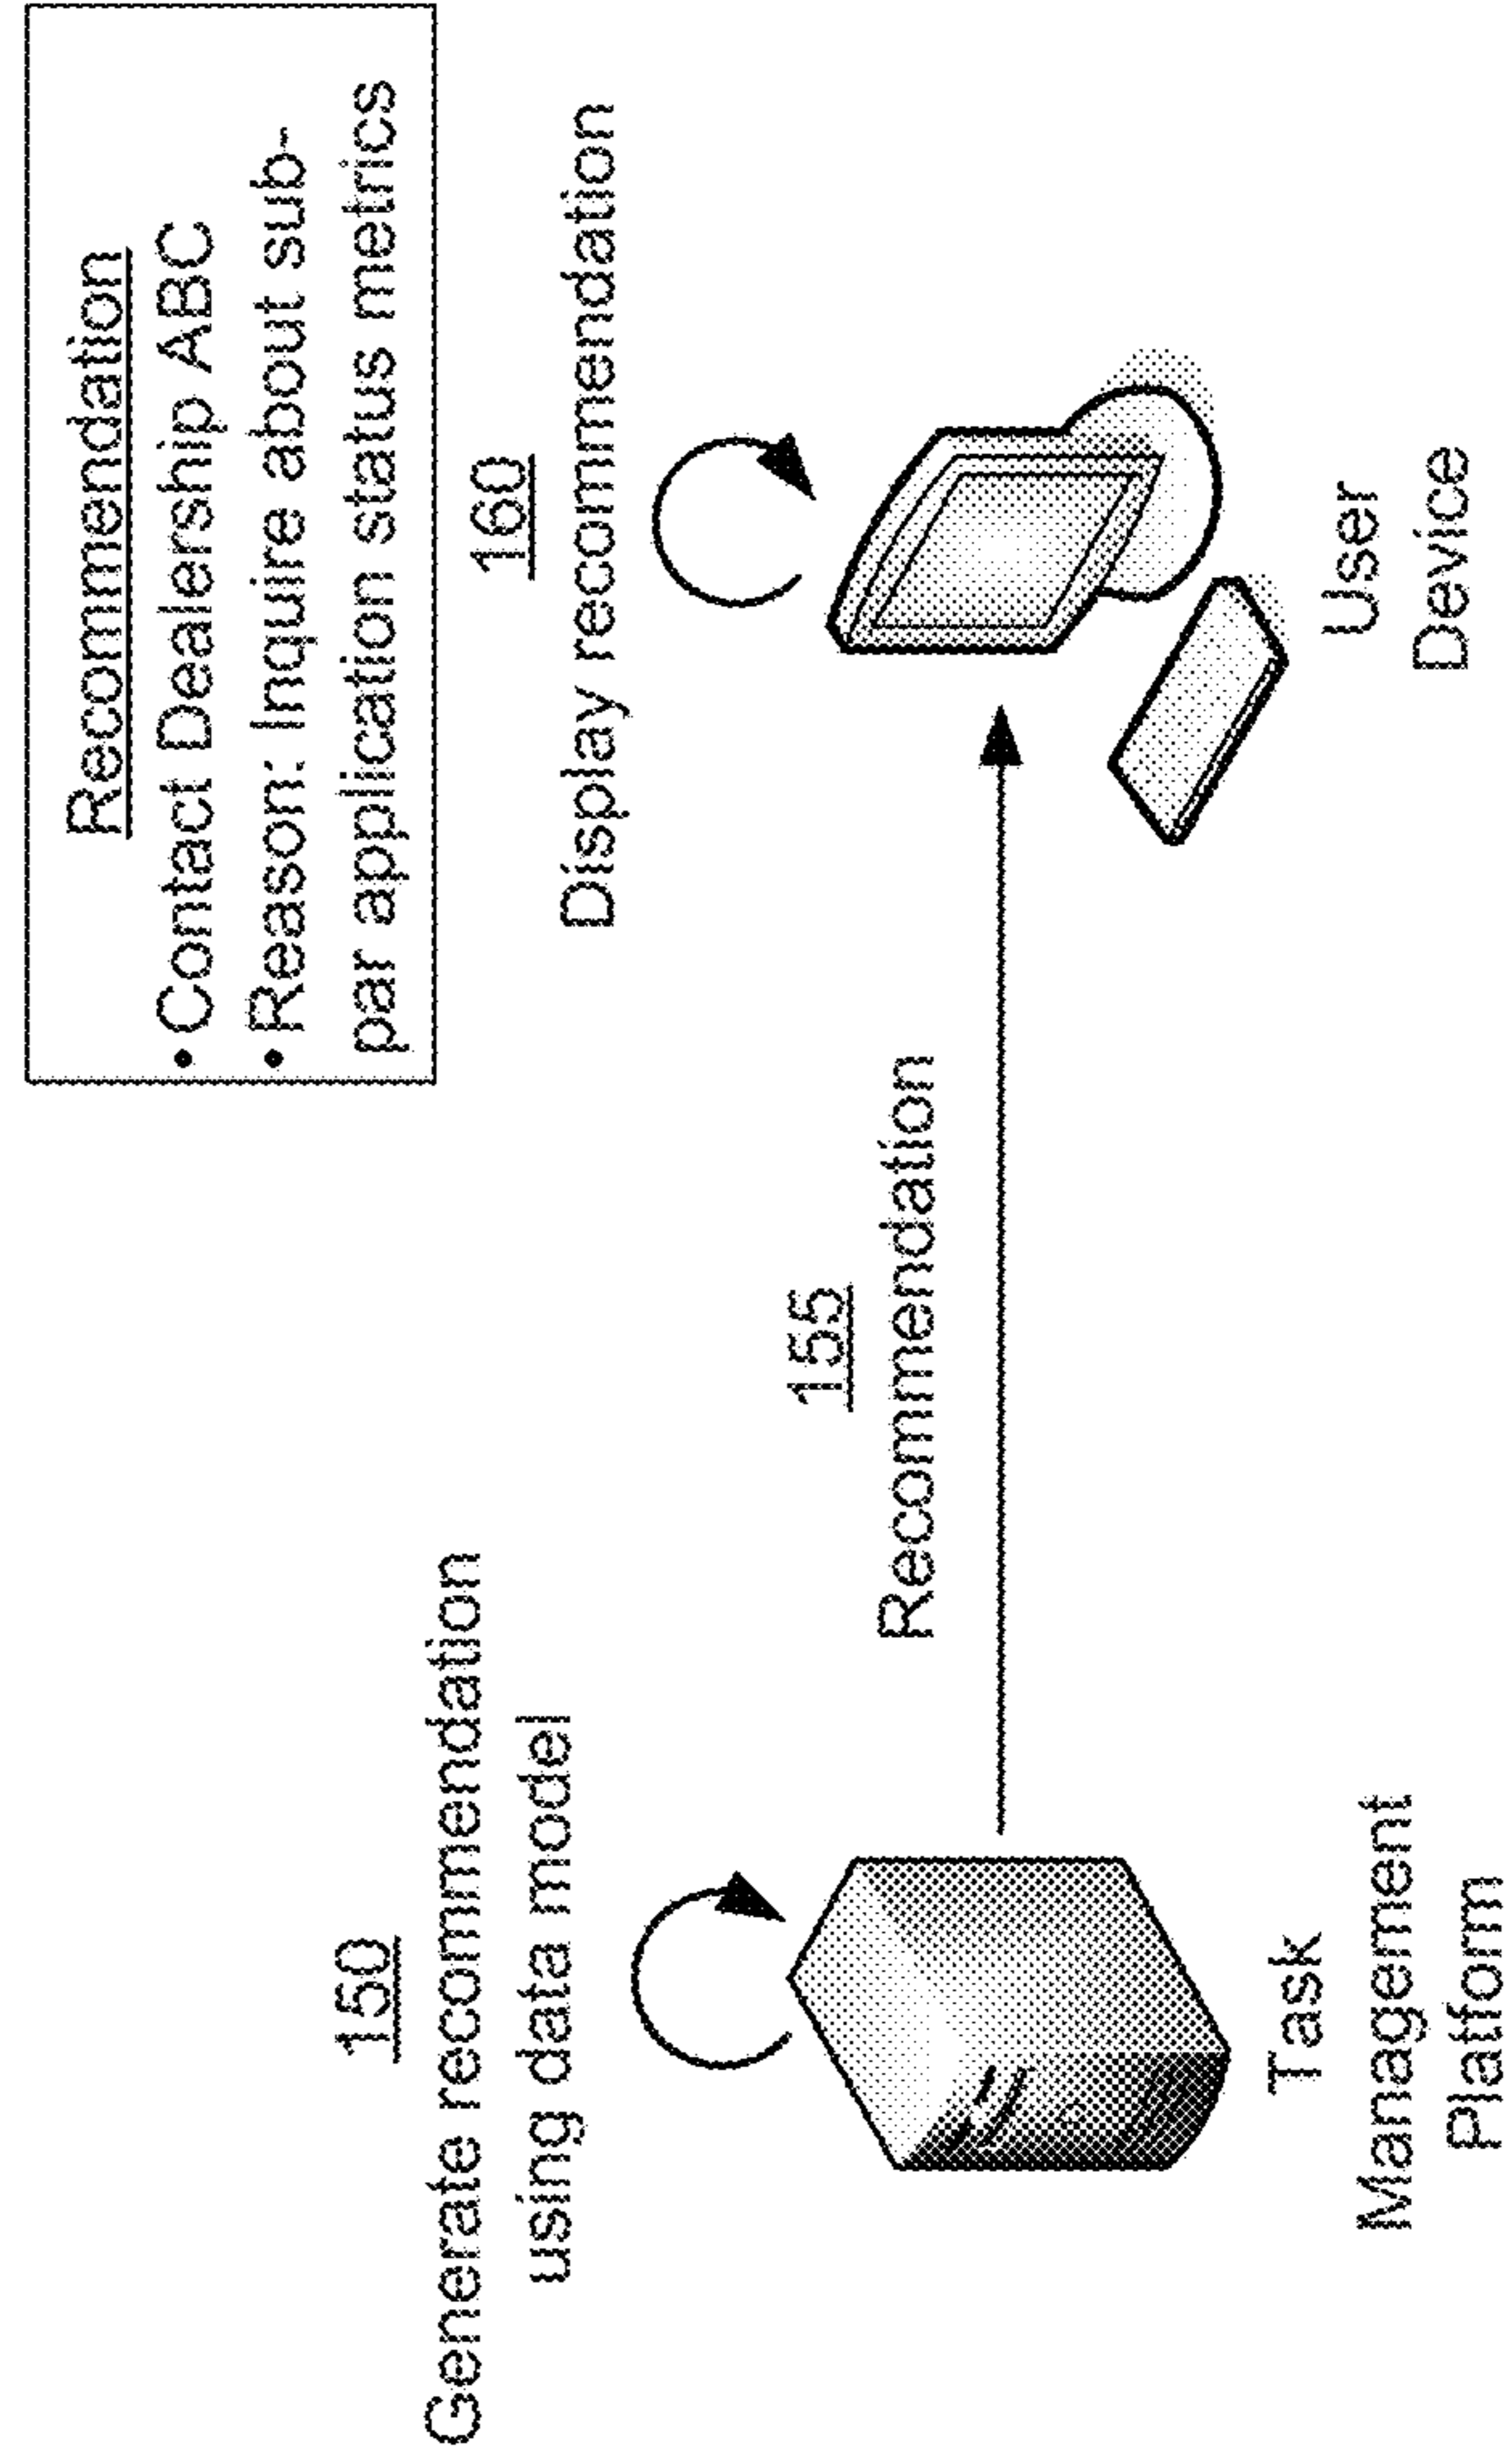 Recommendation
• Contact Dealership ABC
• Reason: Inquire about sub-
par application status metrics
150
Generate recommendation
using data model
155
Recommendation
160
Display recommendation
Task
Management
Platform
User
Device